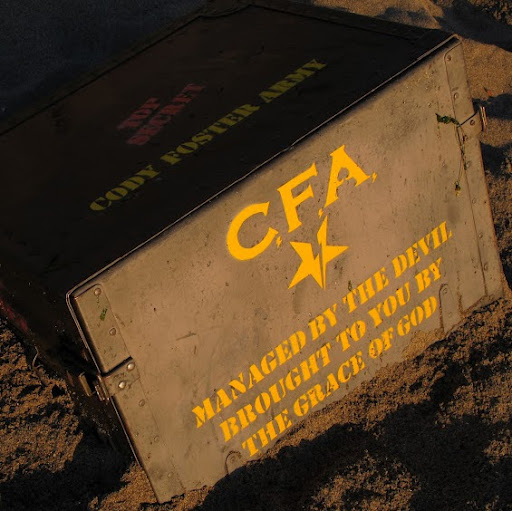 TOP
SECRET
CODY FOSTER ARMY
C.F.A.
MANAGED BY THE DEVIL
BROUGHT TO YOU BY
THE GRACE OF GOD